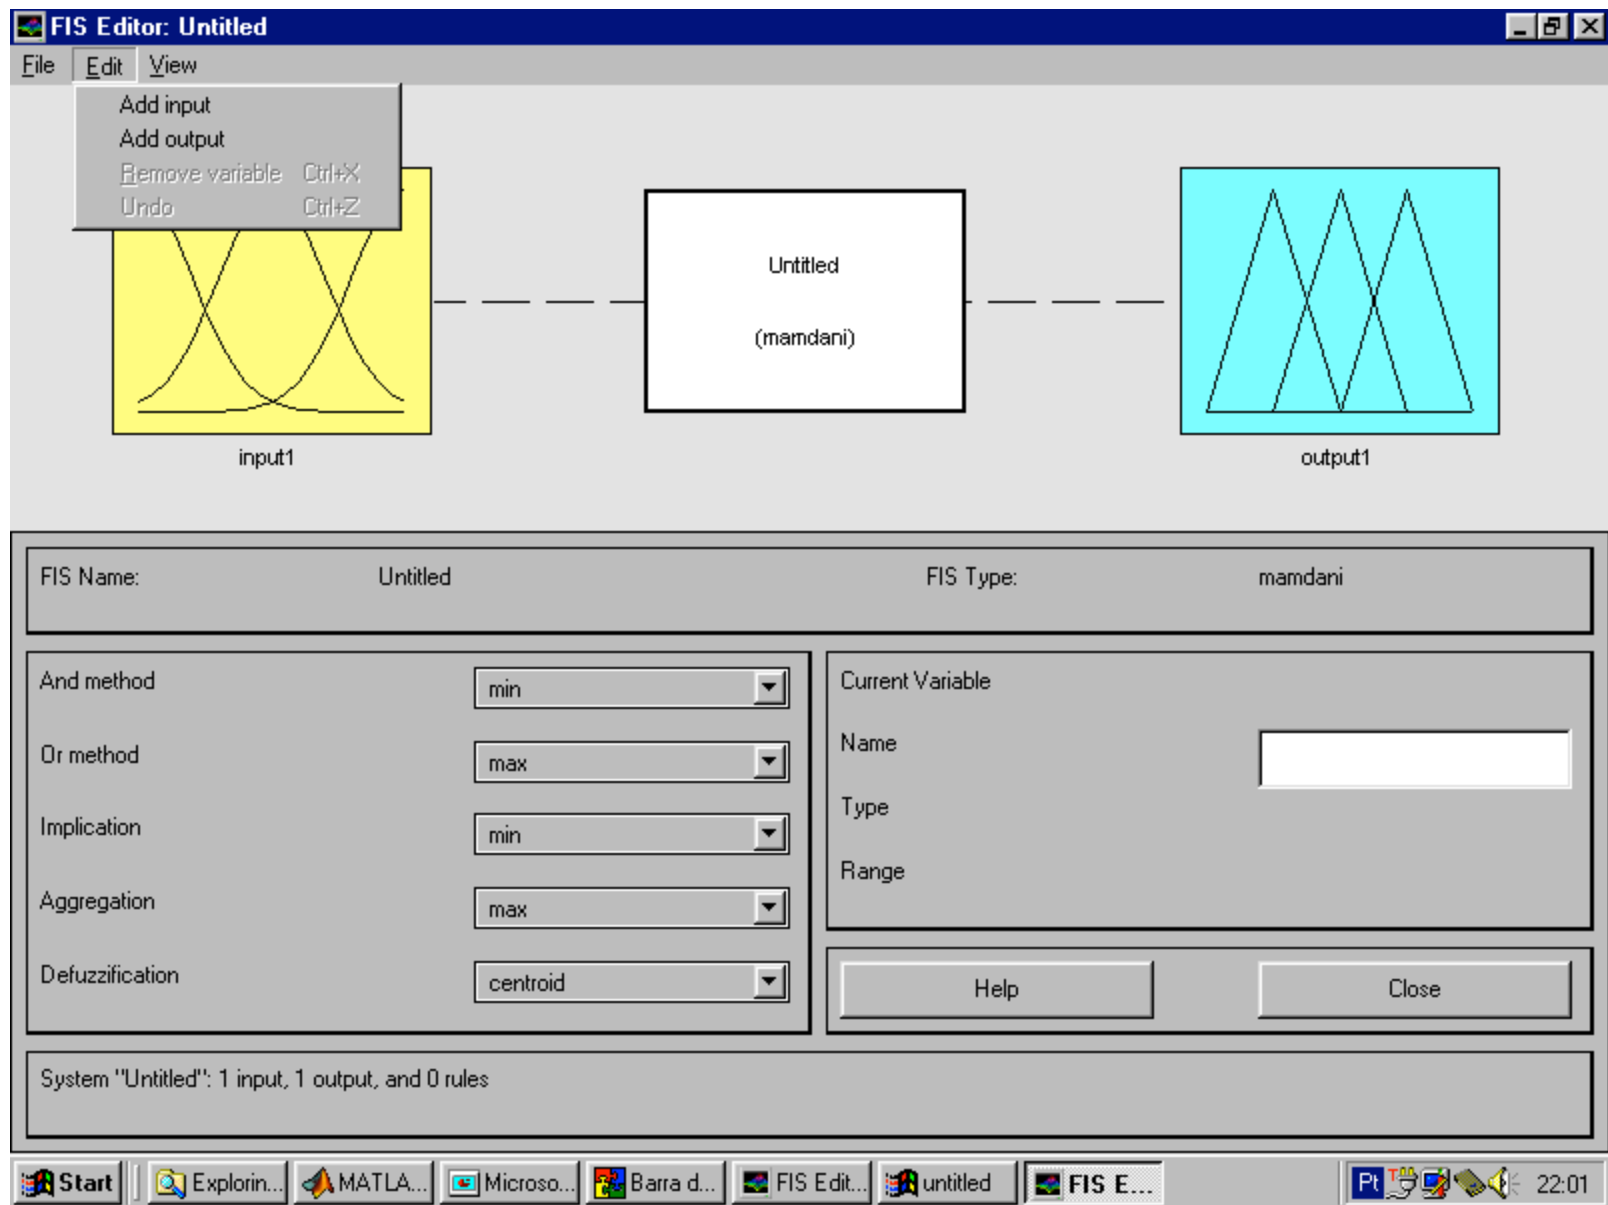 FIS Editor: Untitled
File Edit View
Add input
Add output
Remove variable Ctrl+X
Undo Ctrl+Z
Untitled
(mamdani)
input1
output1
FIS Name: Untitled FIS Type: mamdani
And method min
Or method max
Implication min
Aggregation max
Defuzzification centroid
Current Variable
Name
Type
Range
Help Close
System "Untitled": 1 input, 1 output, and 0 rules
Start Explorin... MATLA... Microso... Barra d... FIS Edit... untitled FIS E... Pt 22:01